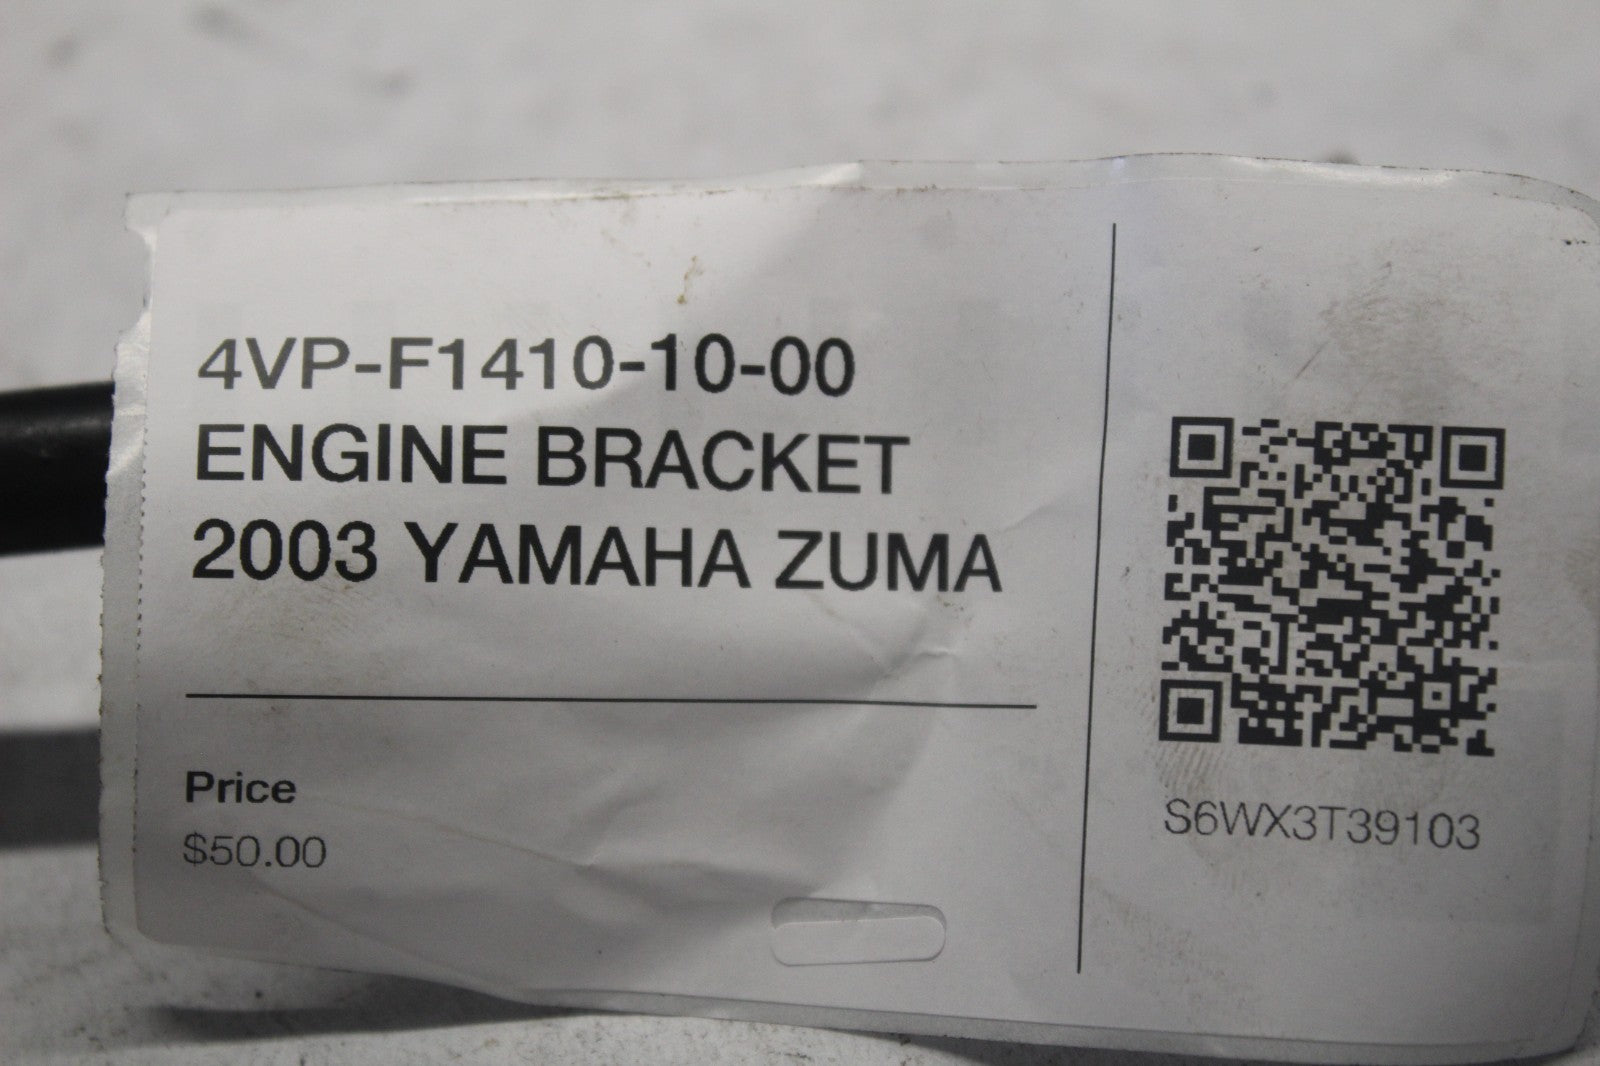 4VP-F1410-10-00
ENGINE BRACKET
2003 YAMAHA ZUMA
Price
$50.00
S6WX3T39103